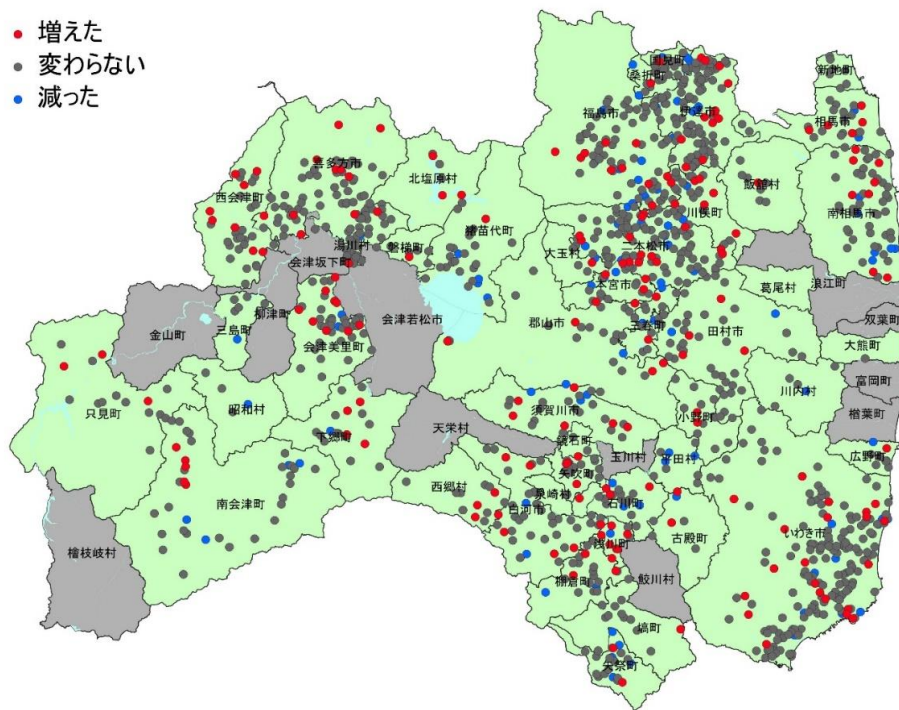 増えた
変わらない
減った
国見町
桑折町
新地町
福島市
伊達市
相馬市
喜多方市
北塩原村
西会津町
飯舘村
川俣町
南相馬市
猪苗代町
湯川村
磐梯町
二本松市
大玉村
会津坂下町
本宮市
葛尾村
浪江町
金山町
柳津町
三島町
会津若松市
郡山市
三春町
田村市
双葉町
会津美里町
大熊町
富岡町
川内村
只見町
昭和村
須賀川市
小野町
楢葉町
下郷町
天栄村
鏡石町
玉川村
平田村
広野町
矢吹町
西郷村
泉崎村
南会津町
白河市
石川町
いわき市
古殿町
浅川町
檜枝岐村
棚倉町
鮫川村
塙町
矢祭町